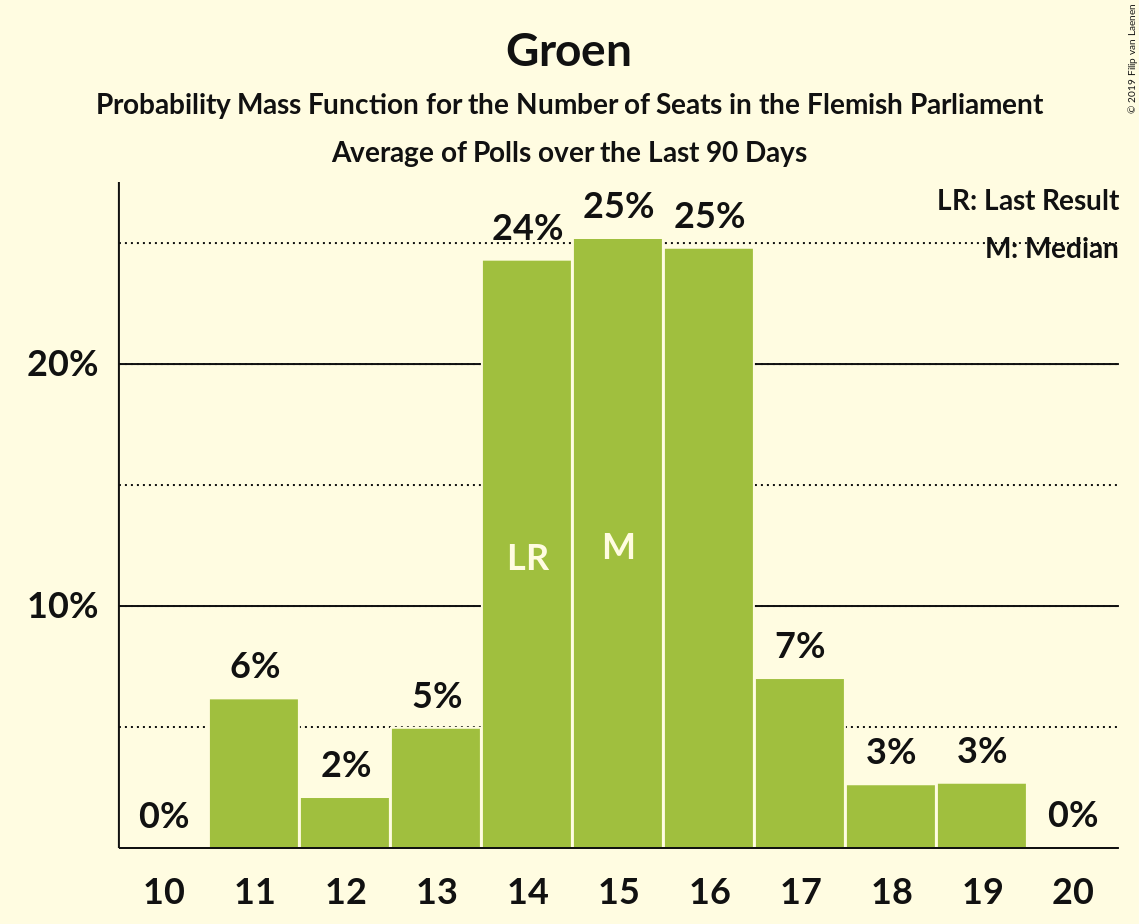 Groen
Probability Mass Function for the Number of Seats in the Flemish Parliament
Average of Polls over the Last 90 Days
© 2019 Filip van Laenen
LR: Last Result
M: Median
24%
25%
25%
20%
LR
M
10%
6%
2%
5%
7%
3%
3%
0%
0%
10 11 12 13 14 15 16 17 18 19 20